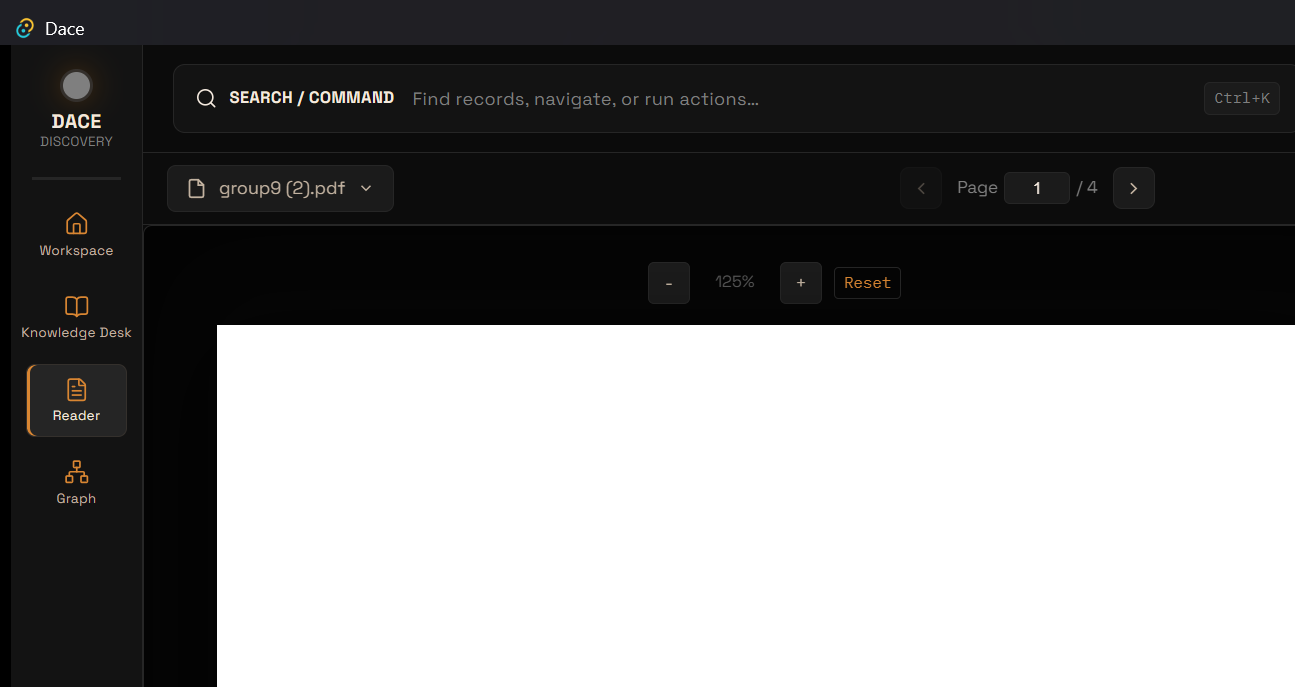 Dace
DACE
DISCOVERY
Workspace
Knowledge Desk
Reader
Graph
SEARCH / COMMAND Find records, navigate, or run actions... Ctrl+K
group9 (2).pdf
Page 1 / 4
- 125% + Reset